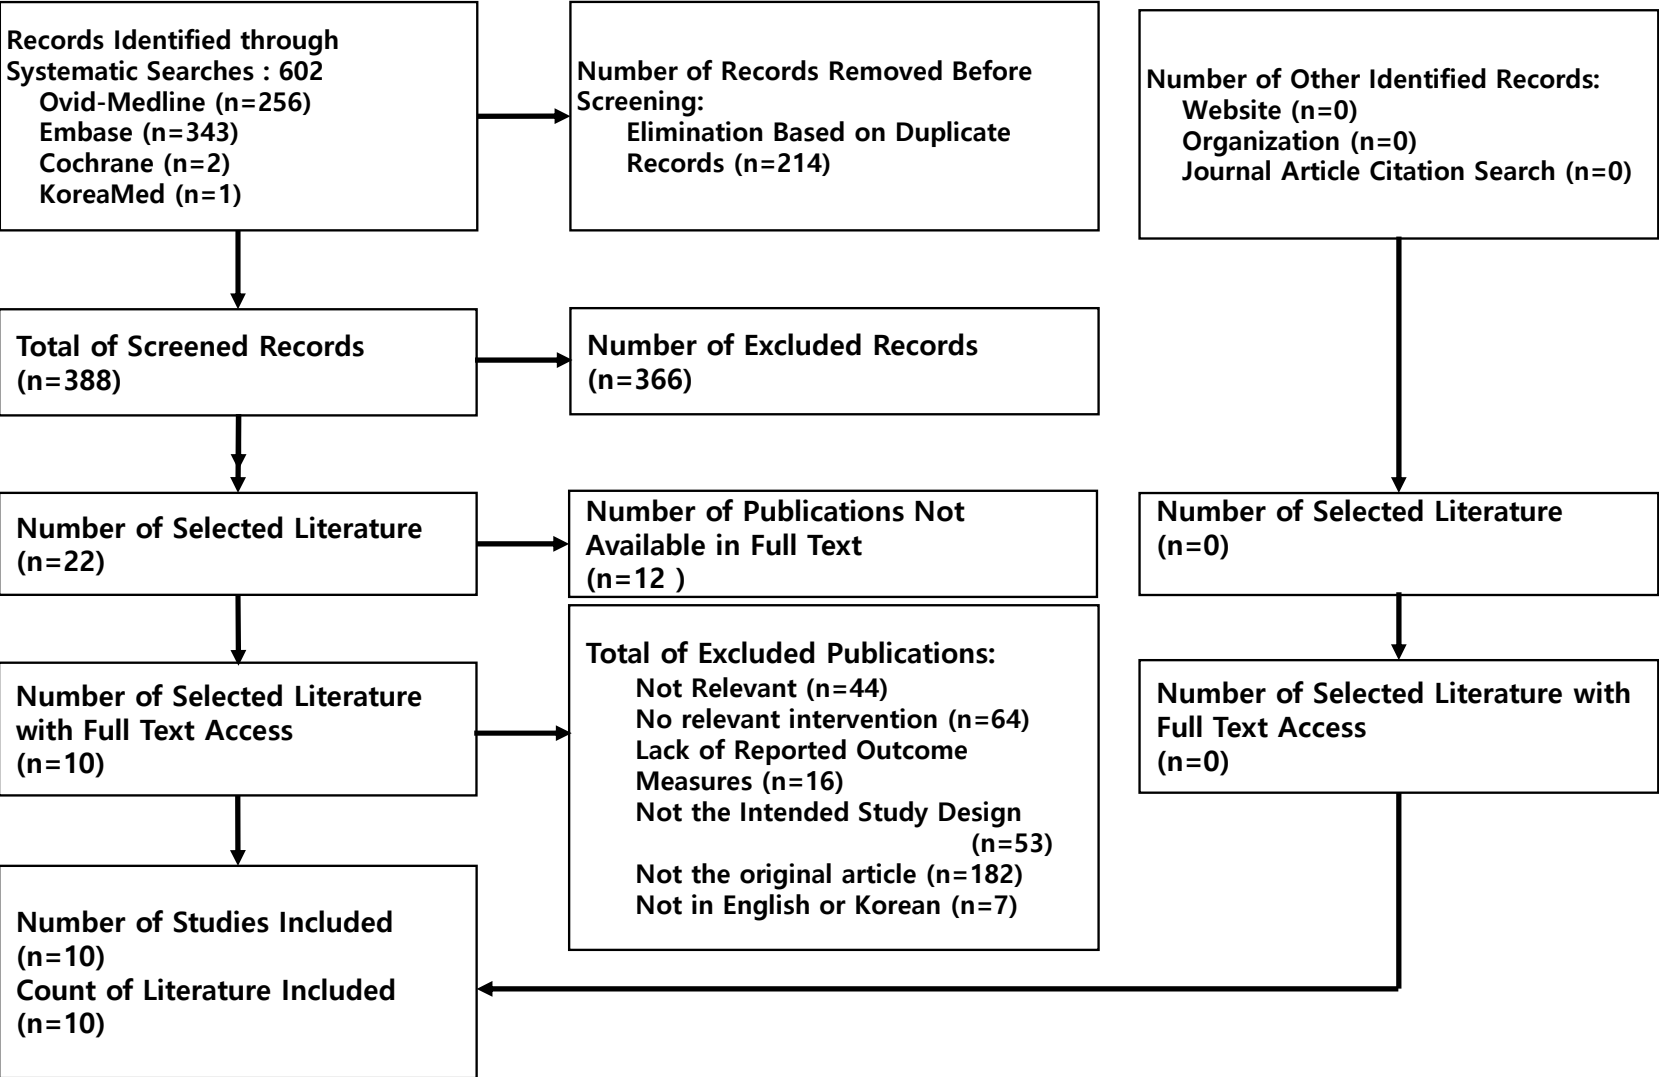 Records Identified through
Systematic Searches : 602
Ovid-Medline (n=256)
Embase (n=343)
Cochrane (n=2)
KoreaMed (n=1)
Number of Records Removed Before
Screening:
Elimination Based on Duplicate
Records (n=214)
Number of Other Identified Records:
Website (n=0)
Organization (n=0)
Journal Article Citation Search (n=0)
Total of Screened Records
(n=388)
Number of Excluded Records
(n=366)
Number of Selected Literature
(n=22)
Number of Publications Not
Available in Full Text
(n=12 )
Number of Selected Literature
(n=0)
Number of Selected Literature
with Full Text Access
(n=10)
Total of Excluded Publications:
Not Relevant (n=44)
No relevant intervention (n=64)
Lack of Reported Outcome
Measures (n=16)
Not the Intended Study Design
(n=53)
Not the original article (n=182)
Not in English or Korean (n=7)
Number of Selected Literature with
Full Text Access
(n=0)
Number of Studies Included
(n=10)
Count of Literature Included
(n=10)